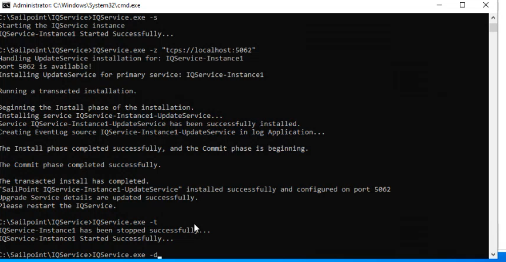 Administrator: C:\Windows\System32\cmd.exe
C:\Sailpoint\IQService>IQService.exe -s
Starting the IQService instance
IQService-Instance1 Started Successfully...
C:\Sailpoint\IQService>IQService.exe -z "tcps://localhost:5062"
Handling UpdateService installation for: IQService-Instance1
port 5062 is available!
Installing UpdateService for primary service: IQService-Instance1
Running a transacted installation.
Beginning the Install phase of the installation.
Installing service IQService-Instance1-UpdateService...
Service IQService-Instance1-UpdateService has been successfully installed.
Creating EventLog source IQService-Instance1-UpdateService in log Application...
The Install phase completed successfully, and the Commit phase is beginning.
The Commit phase completed successfully.
The transacted install has completed.
"SailPoint IQService-Instance1-UpdateService" installed successfully and configured on port 5062
Upgrade Service details are updated successfully.
Please restart the IQService.
C:\Sailpoint\IQService>IQService.exe -t
IQService-Instance1 has been stopped successfully...
IQService-Instance1 Started Successfully...
C:\Sailpoint\IQService>IQService.exe -d